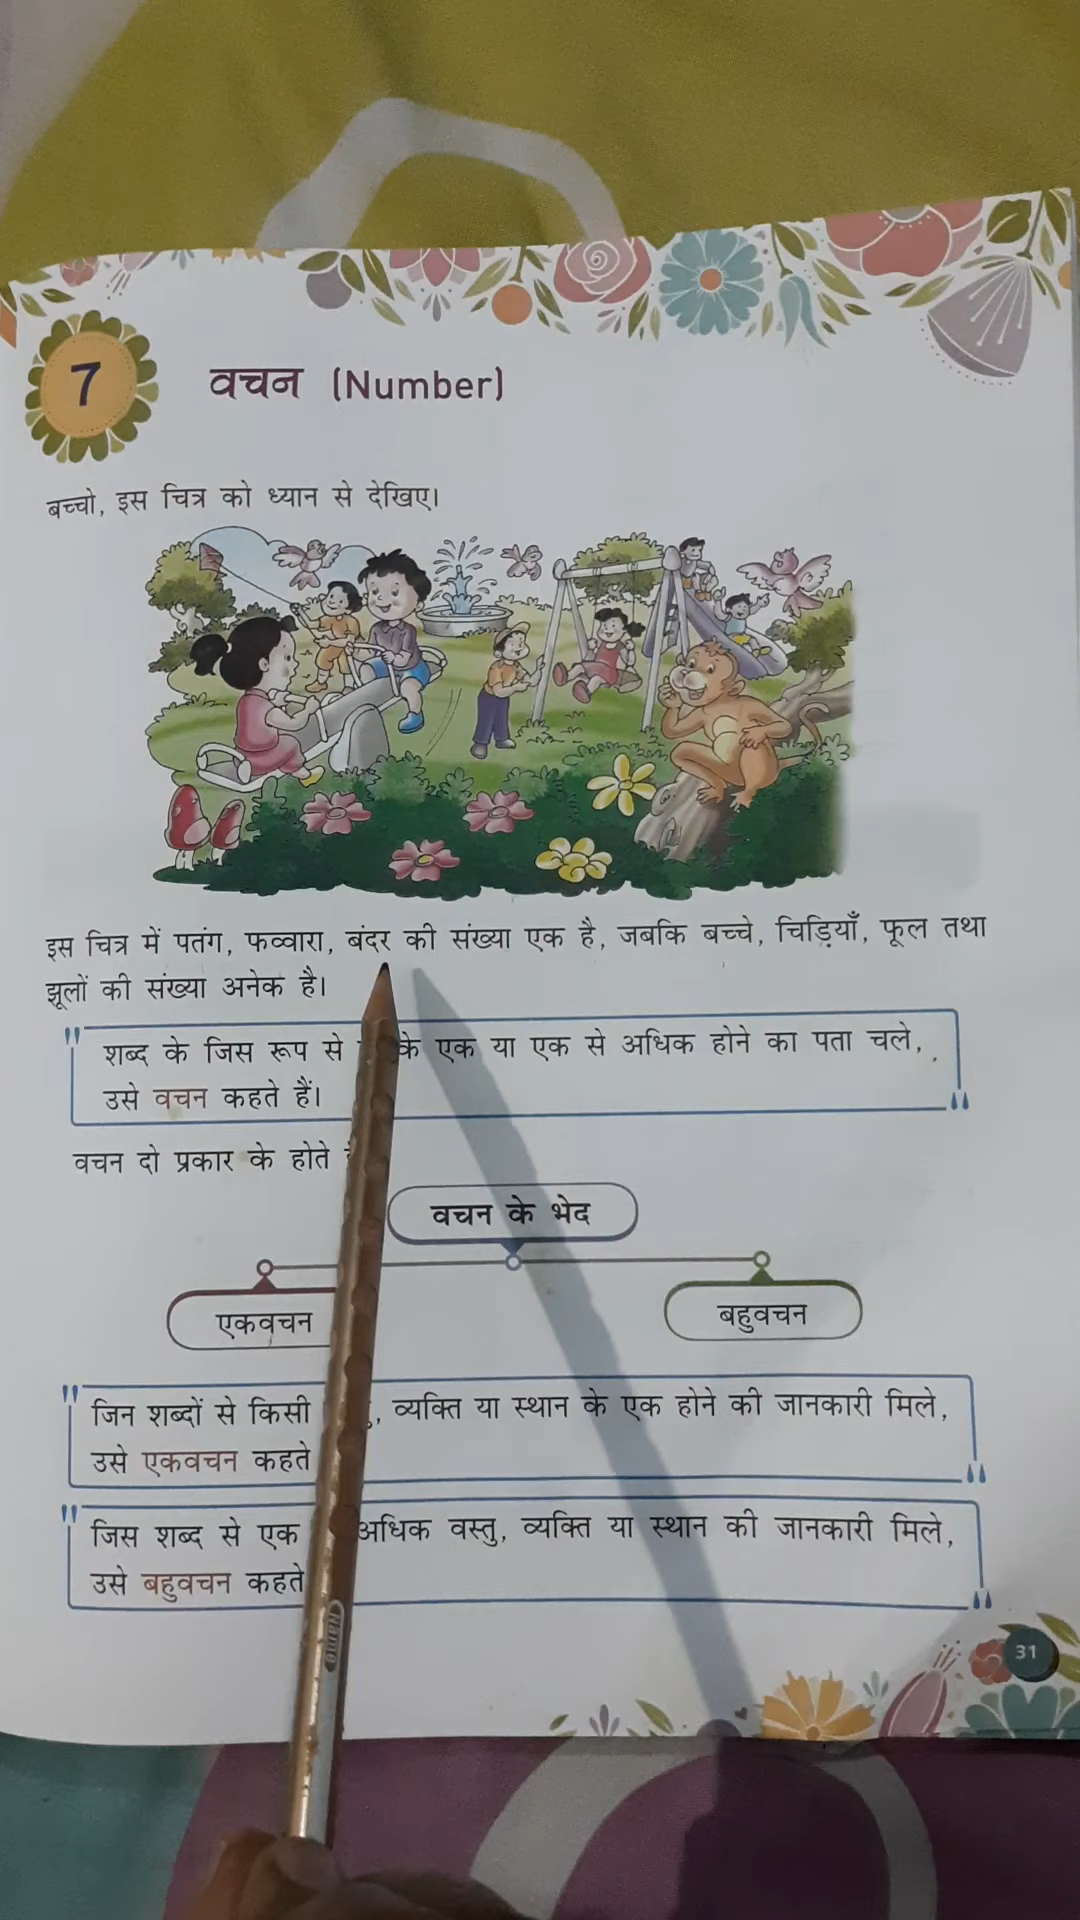 7
वचन (Number)
बच्चो, इस चित्र को ध्यान से देखिए।
इस चित्र में पतंग, फव्वारा, बंदर की संख्या एक है, जबकि बच्चे, चिड़ियाँ, फूल तथा
झूलों की संख्या अनेक है।
शब्द के जिस रूप से के एक या एक से अधिक होने का पता चले,
उसे वचन कहते हैं।
वचन दो प्रकार के होते
वचन के भेद
एकवचन
बहुवचन
जिन शब्दों से किसी , व्यक्ति या स्थान के एक होने की जानकारी मिले,
उसे एकवचन कहते
जिस शब्द से एक अधिक वस्तु, व्यक्ति या स्थान की जानकारी मिले,
उसे बहुवचन कहते
31